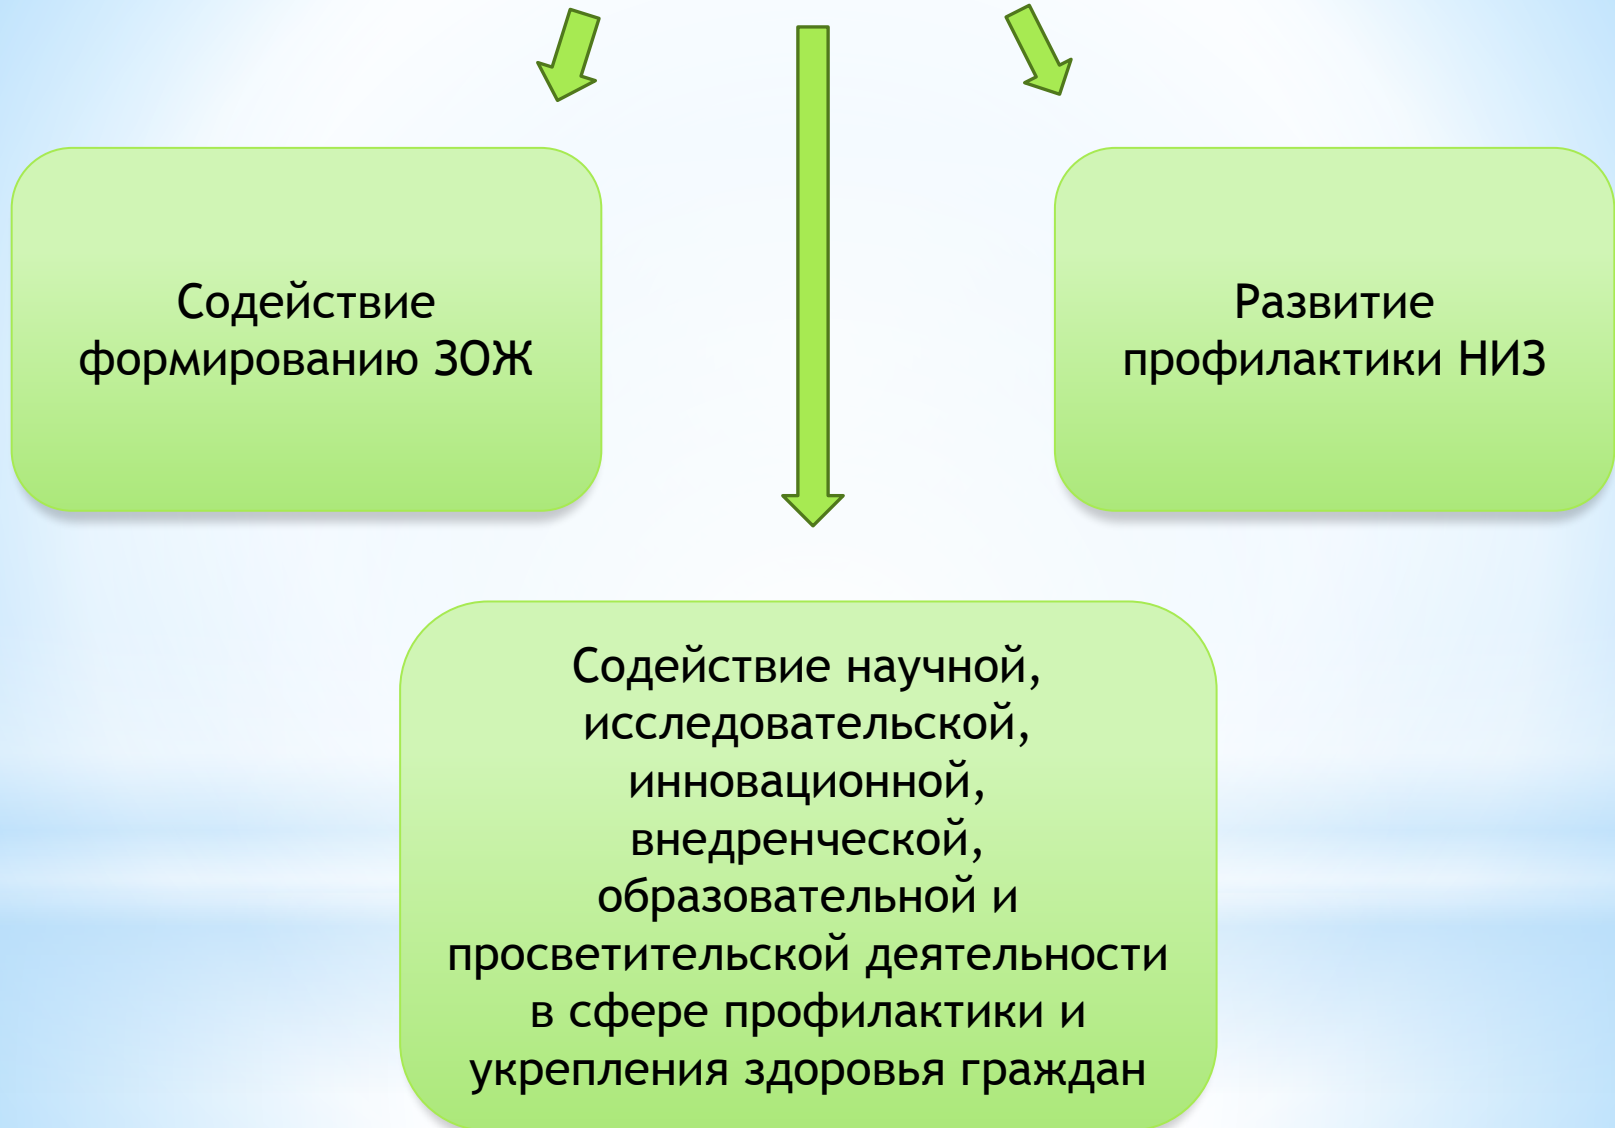 Содействие
формированию ЗОЖ
Развитие
профилактики НИЗ
Содействие научной,
исследовательской,
инновационной,
внедренческой,
образовательной и
просветительской деятельности
в сфере профилактики и
укрепления здоровья граждан